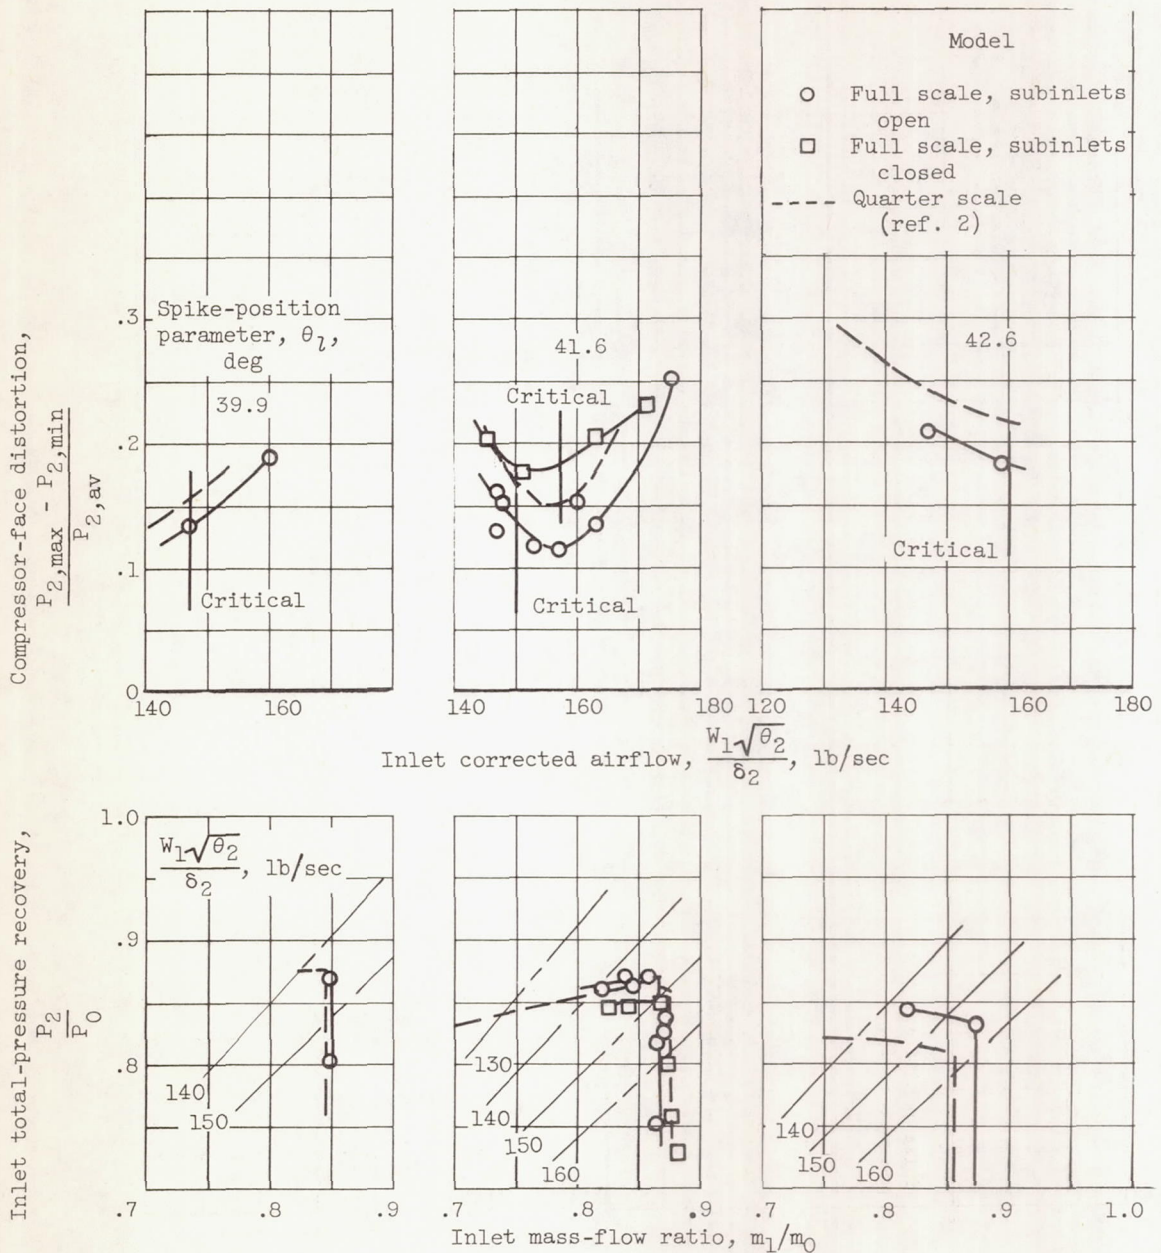 Model
Full scale, subinlets
open
Full scale, subinlets
closed
Quarter scale
(ref. 2)
Compressor-face distortion,
P2,max - P2,min
P2,av
.3
.2
.1
0
Spike-position
parameter, θl,
deg
39.9
Critical
41.6
Critical
Critical
42.6
Critical
140
160
140
160
180
120
140
160
180
Inlet corrected airflow, W1√θ2
δ2
, lb/sec
Inlet total-pressure recovery,
P2
P0
1.0
.9
.8
W1√θ2
δ2
, lb/sec
140
150
130
140
150
160
140
150
160
.7
.8
.9
.7
.8
.9
.7
.8
.9
1.0
Inlet mass-flow ratio, m1/m0